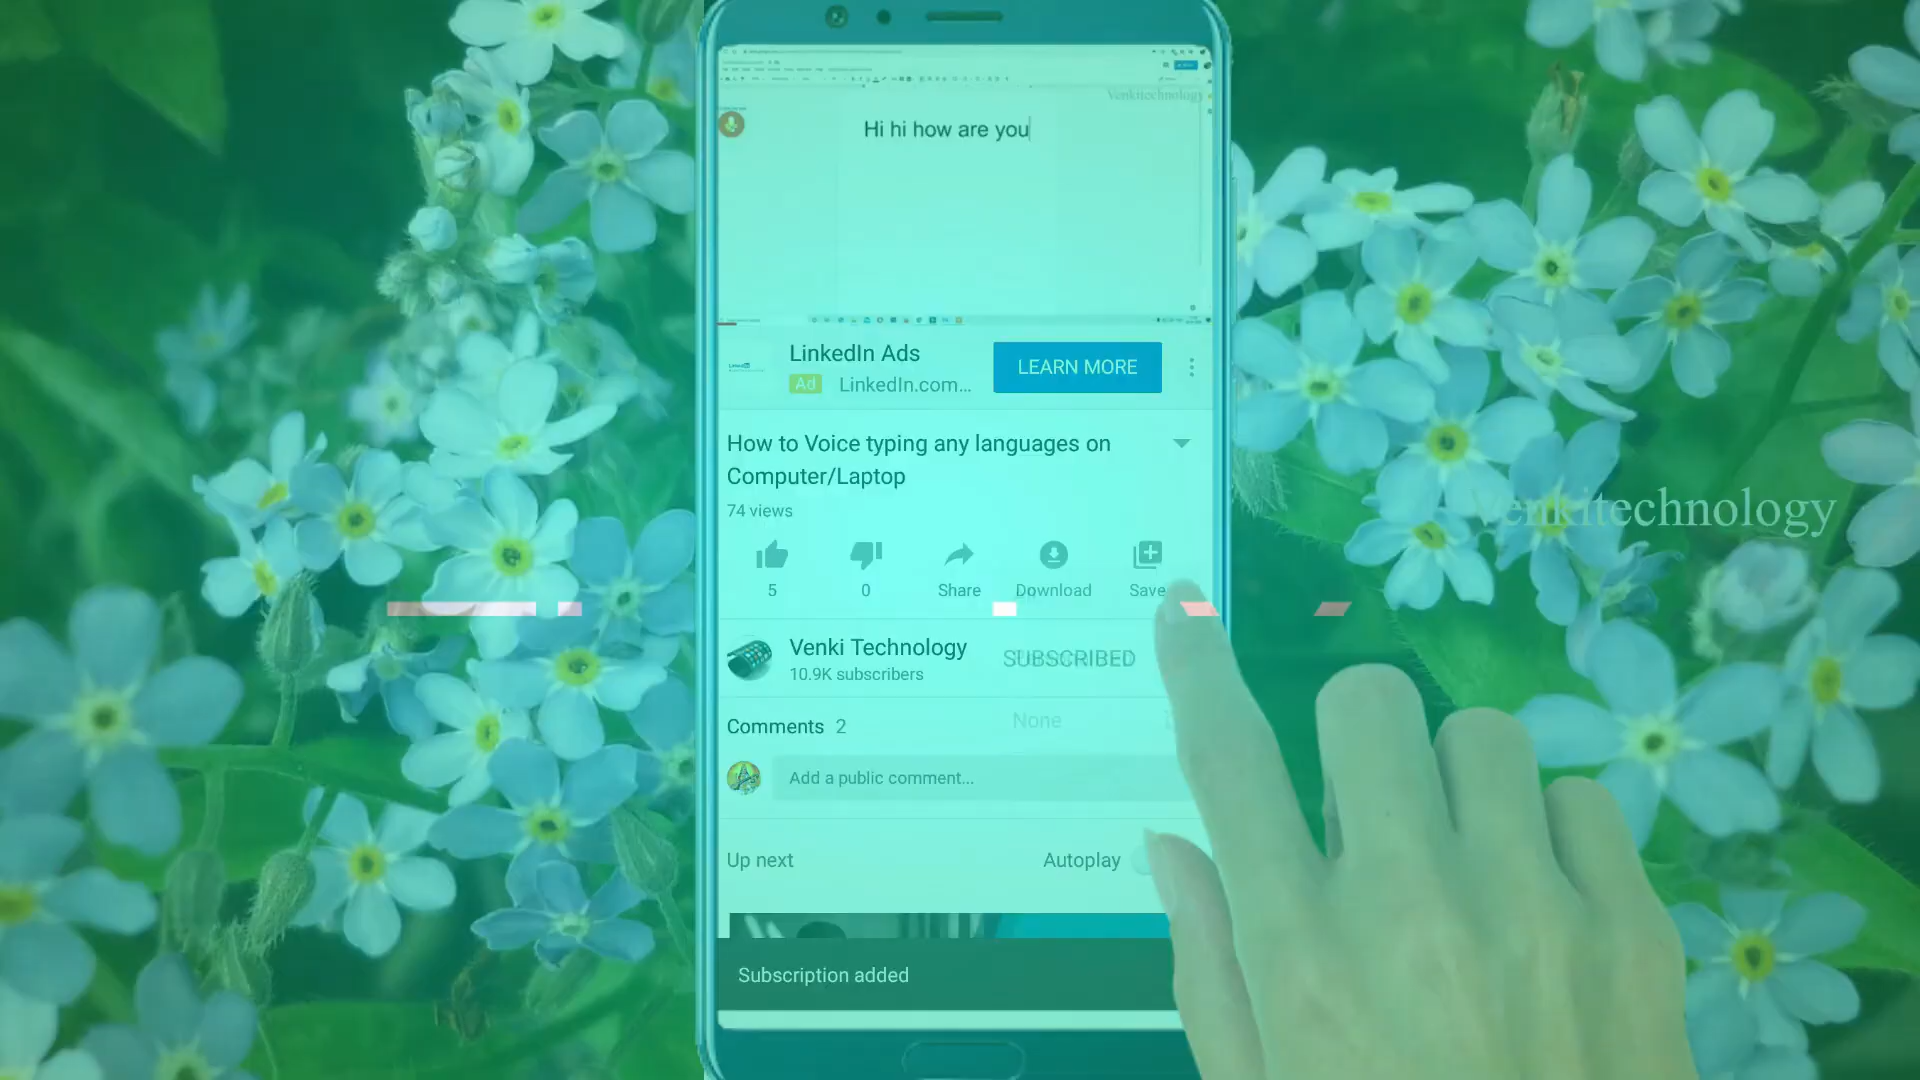 Venkitechnology
Hi hi how are you
LinkedIn Ads
Ad LinkedIn.com...
LEARN MORE
How to Voice typing any languages on
Computer/Laptop
74 views
5 0 Share Download Save
Venkitechnology
Venki Technology
10.9K subscribers
SUBSCRIBED
None
Comments 2
Add a public comment...
Up next Autoplay
Subscription added